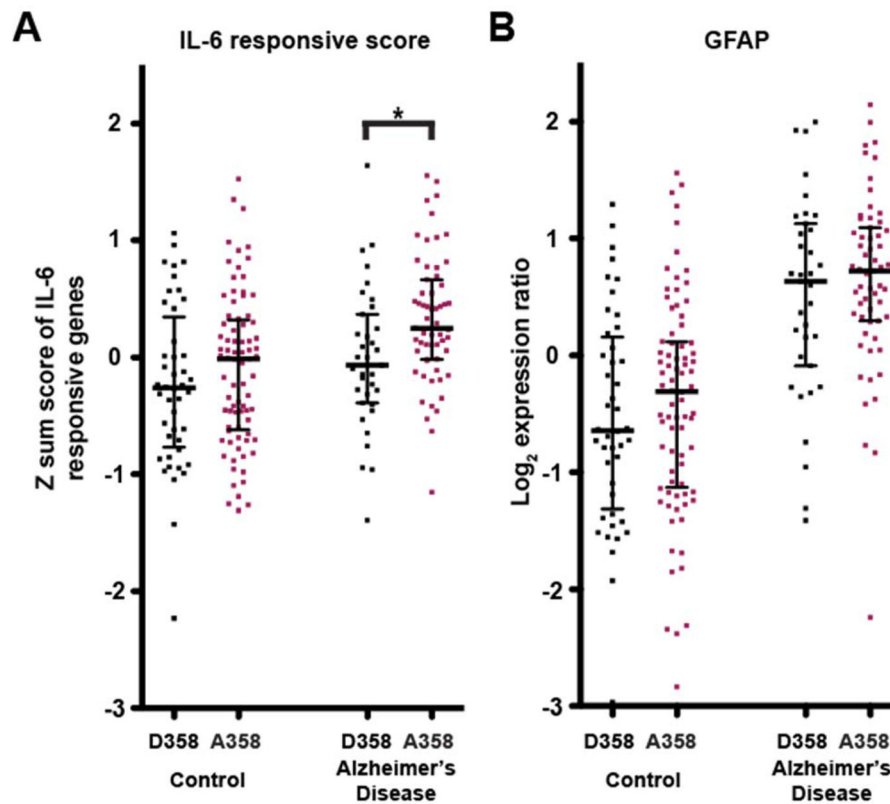 A
IL-6 responsive score
Z sum score of IL-6
responsive genes
2
1
0
-1
-2
-3
*
D358 A358 D358 A358
Control
Alzheimer's
Disease
B
GFAP
Log2 expression ratio
2
1
0
-1
-2
-3
D358 A358 D358 A358
Control
Alzheimer's
Disease